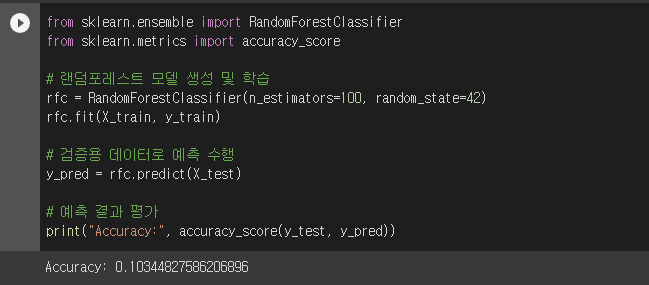 from sklearn.ensemble import RandomForestClassifier
from sklearn.metrics import accuracy_score
# 랜덤포레스트 모델 생성 및 학습
rfc = RandomForestClassifier(n_estimators=100, random_state=42)
rfc.fit(X_train, y_train)
# 검증용 데이터로 예측 수행
y_pred = rfc.predict(X_test)
# 예측 결과 평가
print("Accuracy:", accuracy_score(y_test, y_pred))
Accuracy: 0.10344827586206896